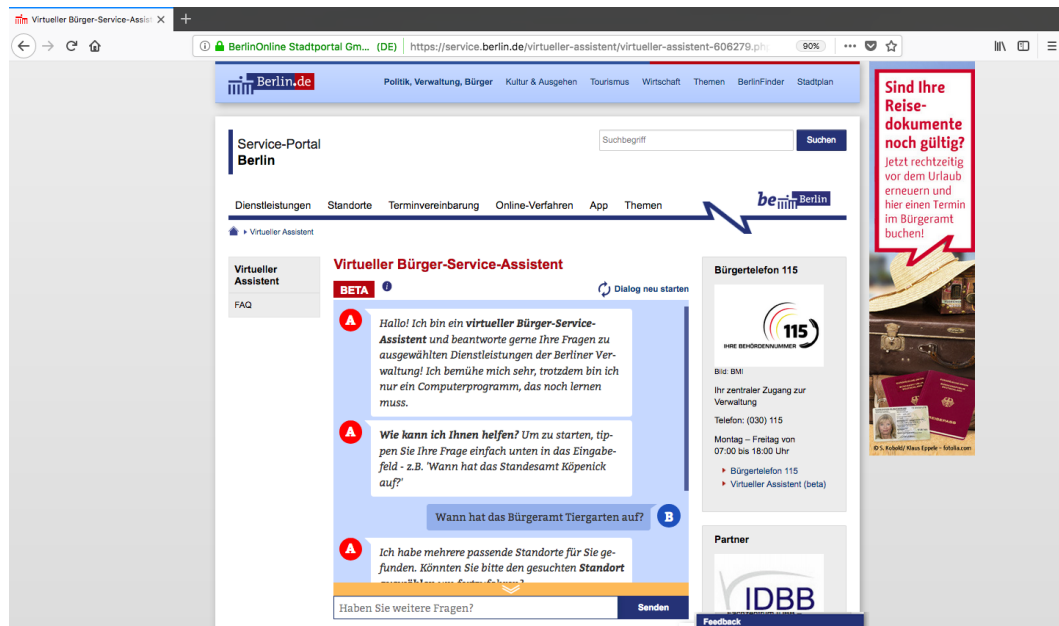 Virtueller Bürger-Service-Assis
BerlinOnline Stadtportal Gm... (DE)
https://service.berlin.de/virtueller-assistent/virtueller-assistent-606279.ph
90%
Berlin.de
Politik, Verwaltung, Bürger Kultur & Ausgehen Tourismus Wirtschaft Themen BerlinFinder Stadtplan
Service-Portal
Berlin
Suchbegriff
Suchen
Dienstleistungen Standorte Terminvereinbarung Online-Verfahren App Themen
be Berlin
Virtueller Assistent
Virtueller
Assistent
FAQ
Virtueller Bürger-Service-Assistent
BETA i
Dialog neu starten
A
Hallo! Ich bin ein virtueller Bürger-Service-
Assistent und beantworte gerne Ihre Fragen zu
ausgewählten Dienstleistungen der Berliner Ver-
waltung! Ich bemühe mich sehr, trotzdem bin ich
nur ein Computerprogramm, das noch lernen
muss.
A
Wie kann ich Ihnen helfen? Um zu starten, tip-
pen Sie Ihre Frage einfach unten in das Eingabe-
feld - z.B. 'Wann hat das Standesamt Köpenick
auf?'
Wann hat das Bürgeramt Tiergarten auf?
B
A
Ich habe mehrere passende Standorte für Sie ge-
funden. Könnten Sie bitte den gesuchten Standort
Haben Sie weitere Fragen?
Senden
Bürgertelefon 115
115
IHRE BEHÖRDENNUMMER
Bild: BMI
Ihr zentraler Zugang zur
Verwaltung
Telefon: (030) 115
Montag – Freitag von
07:00 bis 18:00 Uhr
Bürgertelefon 115
Virtueller Assistent (beta)
Partner
IDBB
Feedback
Sind Ihre
Reise-
dokumente
noch gültig?
Jetzt rechtzeitig
vor dem Urlaub
erneuern und
hier einen Termin
im Bürgeramt
buchen!
REISEPASS
© S. Kobold/ Klaus Eppele - fotolia.com